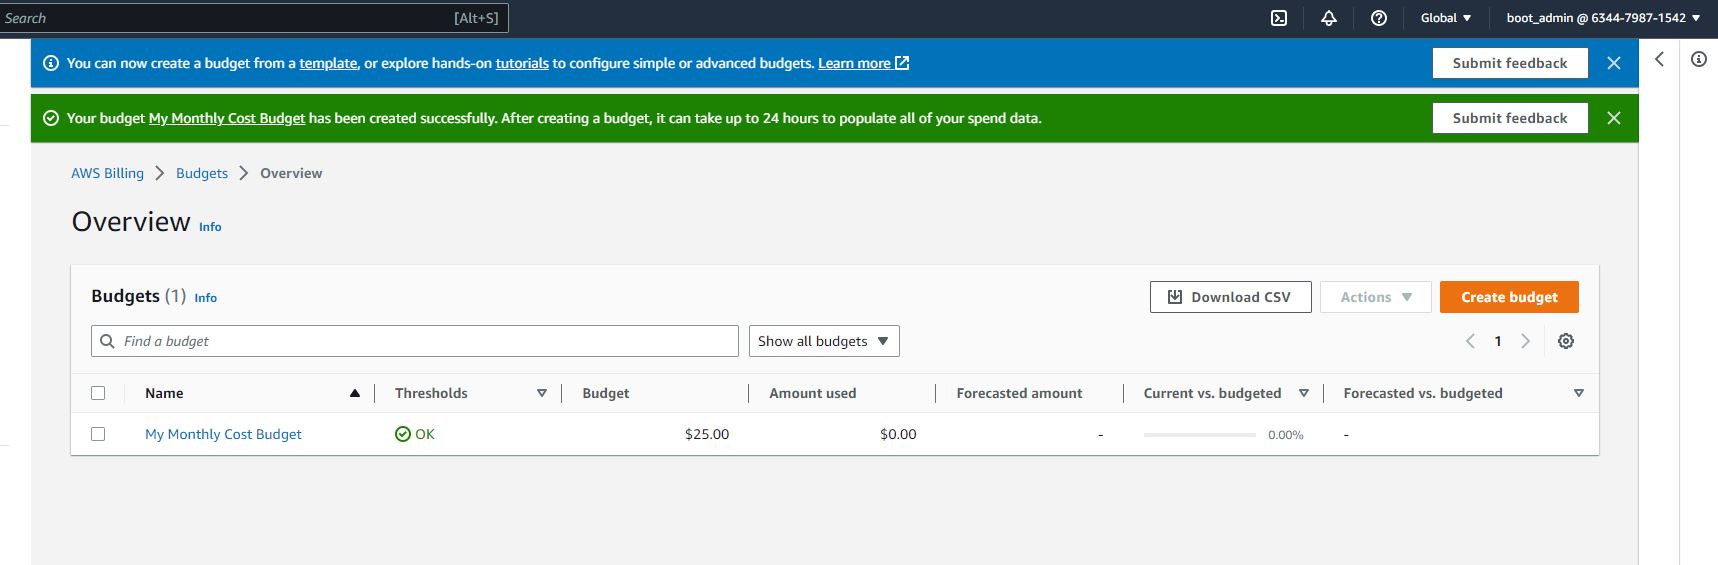 Search [Alt+S] Global boot_admin @ 6344-7987-1542
You can now create a budget from a template, or explore hands-on tutorials to configure simple or advanced budgets. Learn more Submit feedback
Your budget My Monthly Cost Budget has been created successfully. After creating a budget, it can take up to 24 hours to populate all of your spend data. Submit feedback
AWS Billing Budgets Overview
Overview Info
Budgets (1) Info Download CSV Actions Create budget
Find a budget Show all budgets 1
Name Thresholds Budget Amount used Forecasted amount Current vs. budgeted Forecasted vs. budgeted
My Monthly Cost Budget OK $25.00 $0.00 - 0.00% -